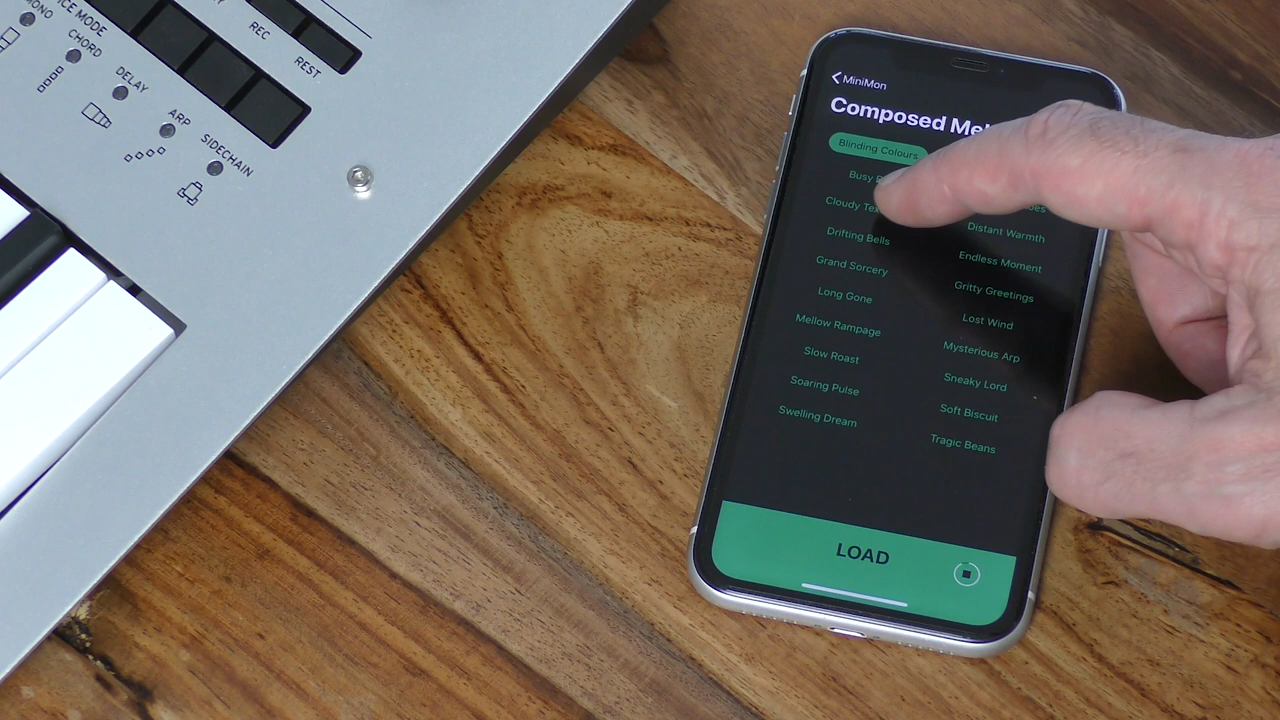 MONO
CHORD
DELAY
ARP
SIDECHAIN
MODE
REC
REST
MiniMon
Composed
Blinding Colours
Busy
Cloudy
Drifting Bells
Distant Warmth
Grand Sorcery
Endless Moment
Long Gone
Gritty Greetings
Mellow Rampage
Lost Wind
Slow Roast
Mysterious Arp
Soaring Pulse
Sneaky Lord
Swelling Dream
Soft Biscuit
Tragic Beans
LOAD